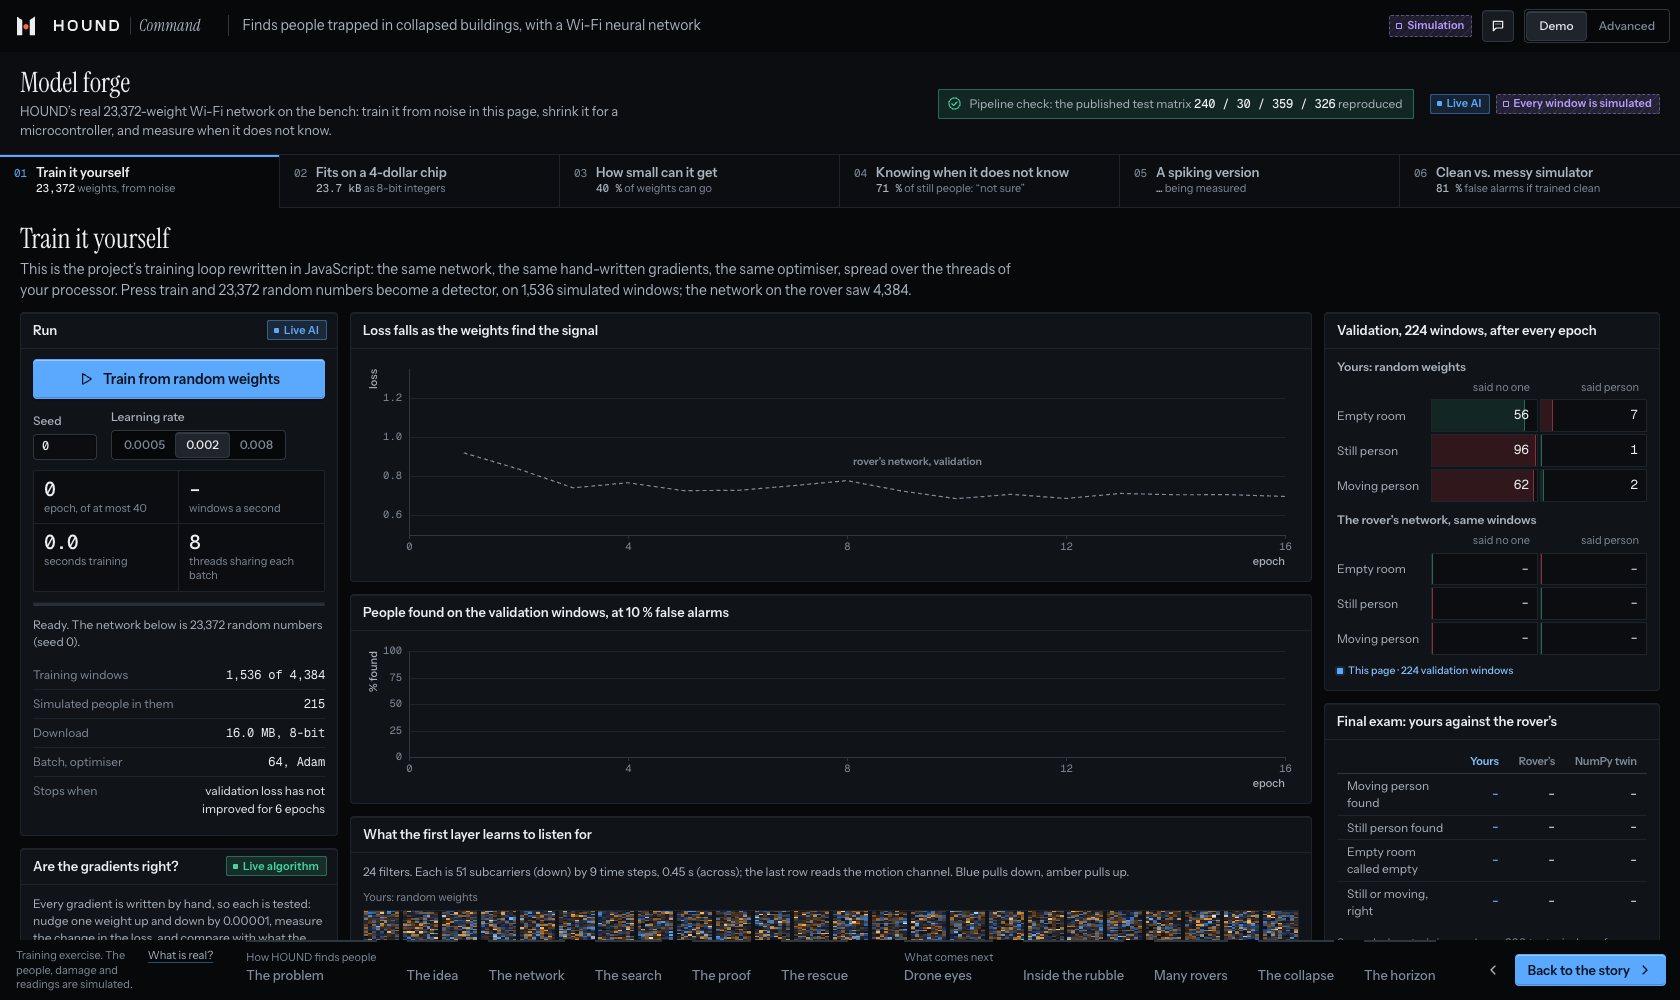 HOUND Command
Finds people trapped in collapsed buildings, with a Wi-Fi neural network
Simulation
Demo
Advanced
Model forge
HOUND's real 23,372-weight Wi-Fi network on the bench: train it from noise in this page, shrink it for a
microcontroller, and measure when it does not know.
Pipeline check: the published test matrix 240 / 30 / 359 / 326 reproduced
Live AI
Every window is simulated
01 Train it yourself
23,372 weights, from noise
02 Fits on a 4-dollar chip
23.7 kB as 8-bit integers
03 How small can it get
40 % of weights can go
04 Knowing when it does not know
71 % of still people: "not sure"
05 A spiking version
… being measured
06 Clean vs. messy simulator
81 % false alarms if trained clean
Train it yourself
This is the project's training loop rewritten in JavaScript: the same network, the same hand-written gradients, the same optimiser, spread over the threads of
your processor. Press train and 23,372 random numbers become a detector, on 1,536 simulated windows; the network on the rover saw 4,384.
Run
Live AI
Train from random weights
Seed
Learning rate
0
0.0005
0.002
0.008
0
epoch, of at most 40
–
windows a second
0.0
seconds training
8
threads sharing each
batch
Ready. The network below is 23,372 random numbers
(seed 0).
Training windows 1,536 of 4,384
Simulated people in them 215
Download 16.0 MB, 8-bit
Batch, optimiser 64, Adam
Stops when validation loss has not
improved for 6 epochs
Are the gradients right?
Live algorithm
Every gradient is written by hand, so each is tested:
nudge one weight up and down by 0.00001, measure
the change in the loss, and compare with what the
Loss falls as the weights find the signal
loss
1.2
1.0
0.8
0.6
rover's network, validation
0 4 8 12 16
epoch
People found on the validation windows, at 10 % false alarms
% found
100
75
50
25
0
0 4 8 12 16
epoch
What the first layer learns to listen for
24 filters. Each is 51 subcarriers (down) by 9 time steps, 0.45 s (across); the last row reads the motion channel. Blue pulls down, amber pulls up.
Yours: random weights
Validation, 224 windows, after every epoch
Yours: random weights
said no one said person
Empty room 56 7
Still person 96 1
Moving person 62 2
The rover's network, same windows
said no one said person
Empty room – –
Still person – –
Moving person – –
This page · 224 validation windows
Final exam: yours against the rover's
Yours Rover's NumPy twin
Moving person
found – – –
Still person found – – –
Empty room
called empty – – –
Still or moving,
right – – –
Training exercise. The
people, damage and
readings are simulated.
What is real?
How HOUND finds people
The problem
The idea
The network
The search
The proof
The rescue
What comes next
Drone eyes
Inside the rubble
Many rovers
The collapse
The horizon
Back to the story